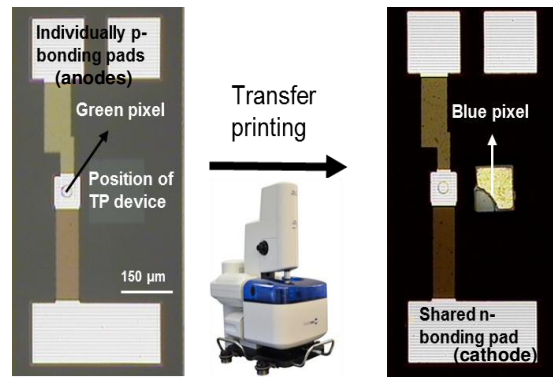 Individually p-
bonding pads
(anodes)
Green pixel
Position of
TP device
150 µm
Transfer
printing
Blue pixel
Shared n-
bonding pad
(cathode)